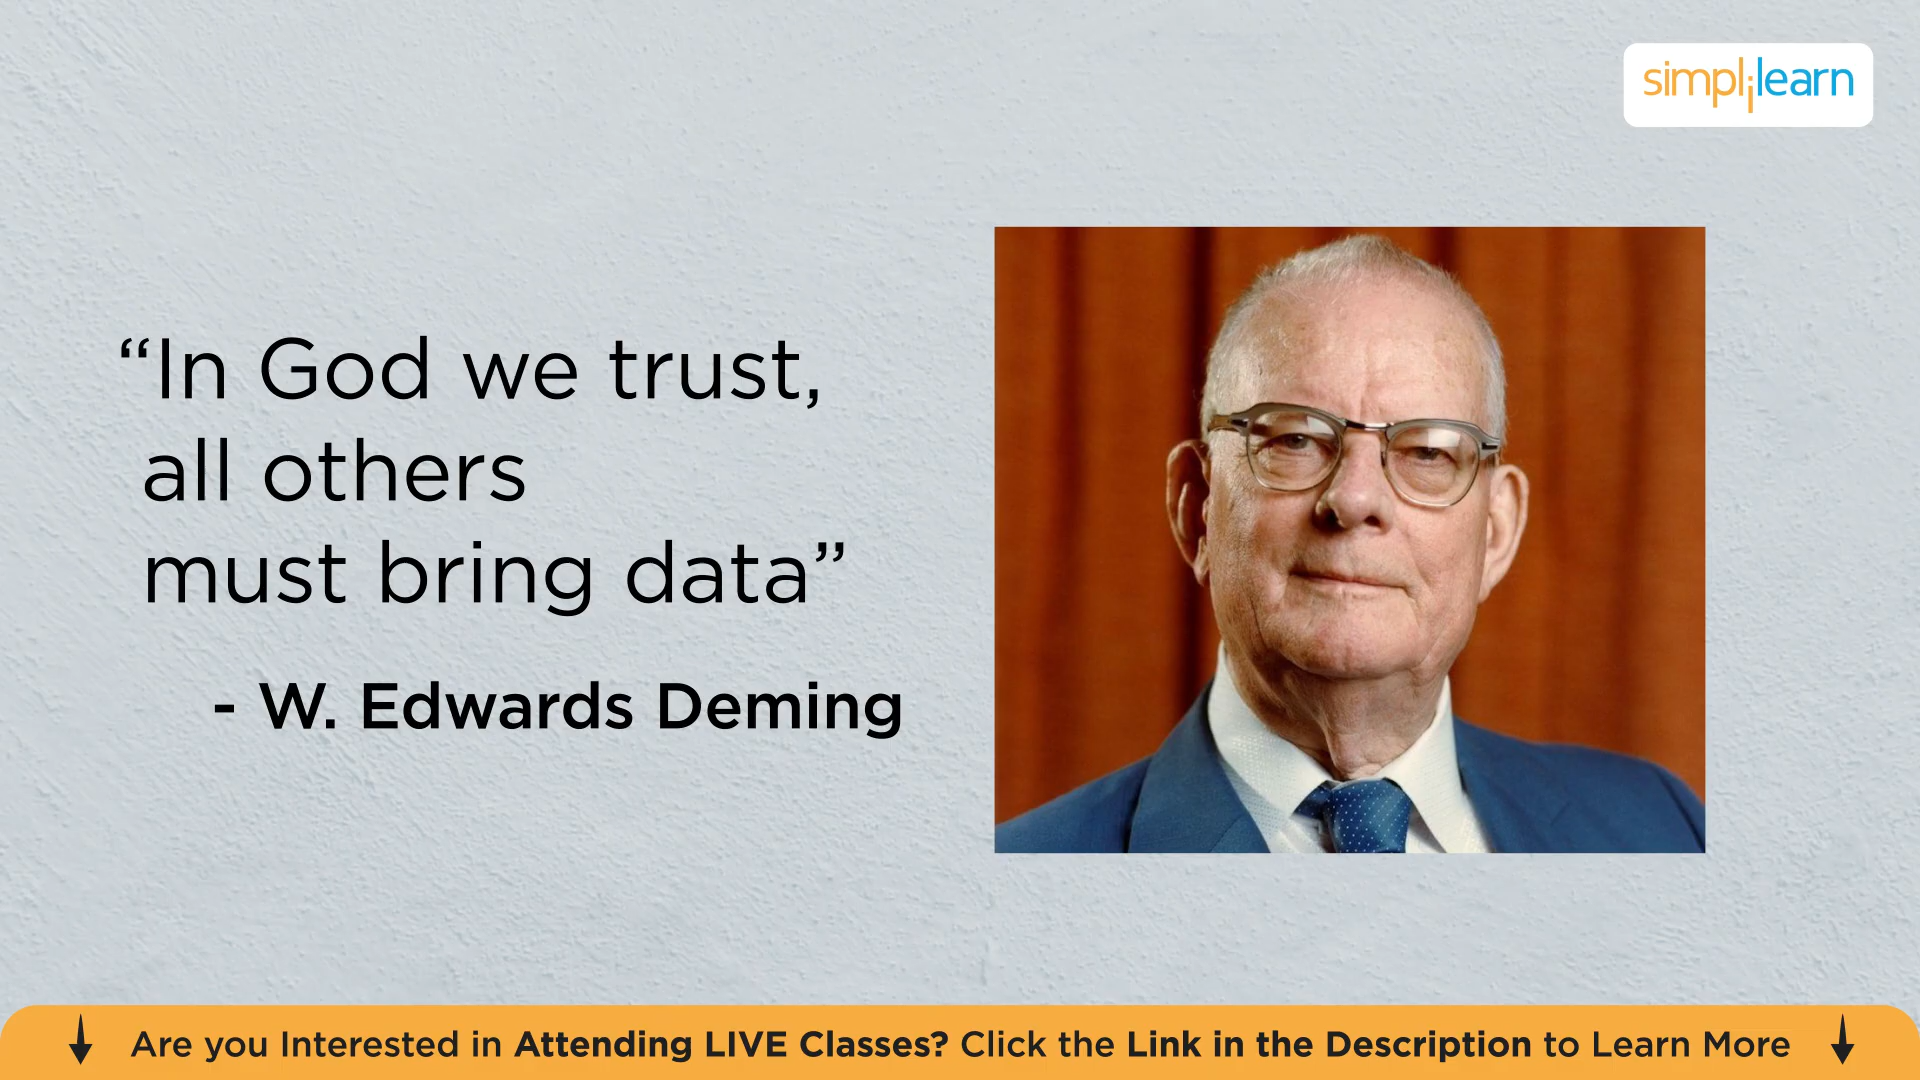 simplilearn
“In God we trust,
all others
must bring data”
- W. Edwards Deming
Are you Interested in Attending LIVE Classes? Click the Link in the Description to Learn More